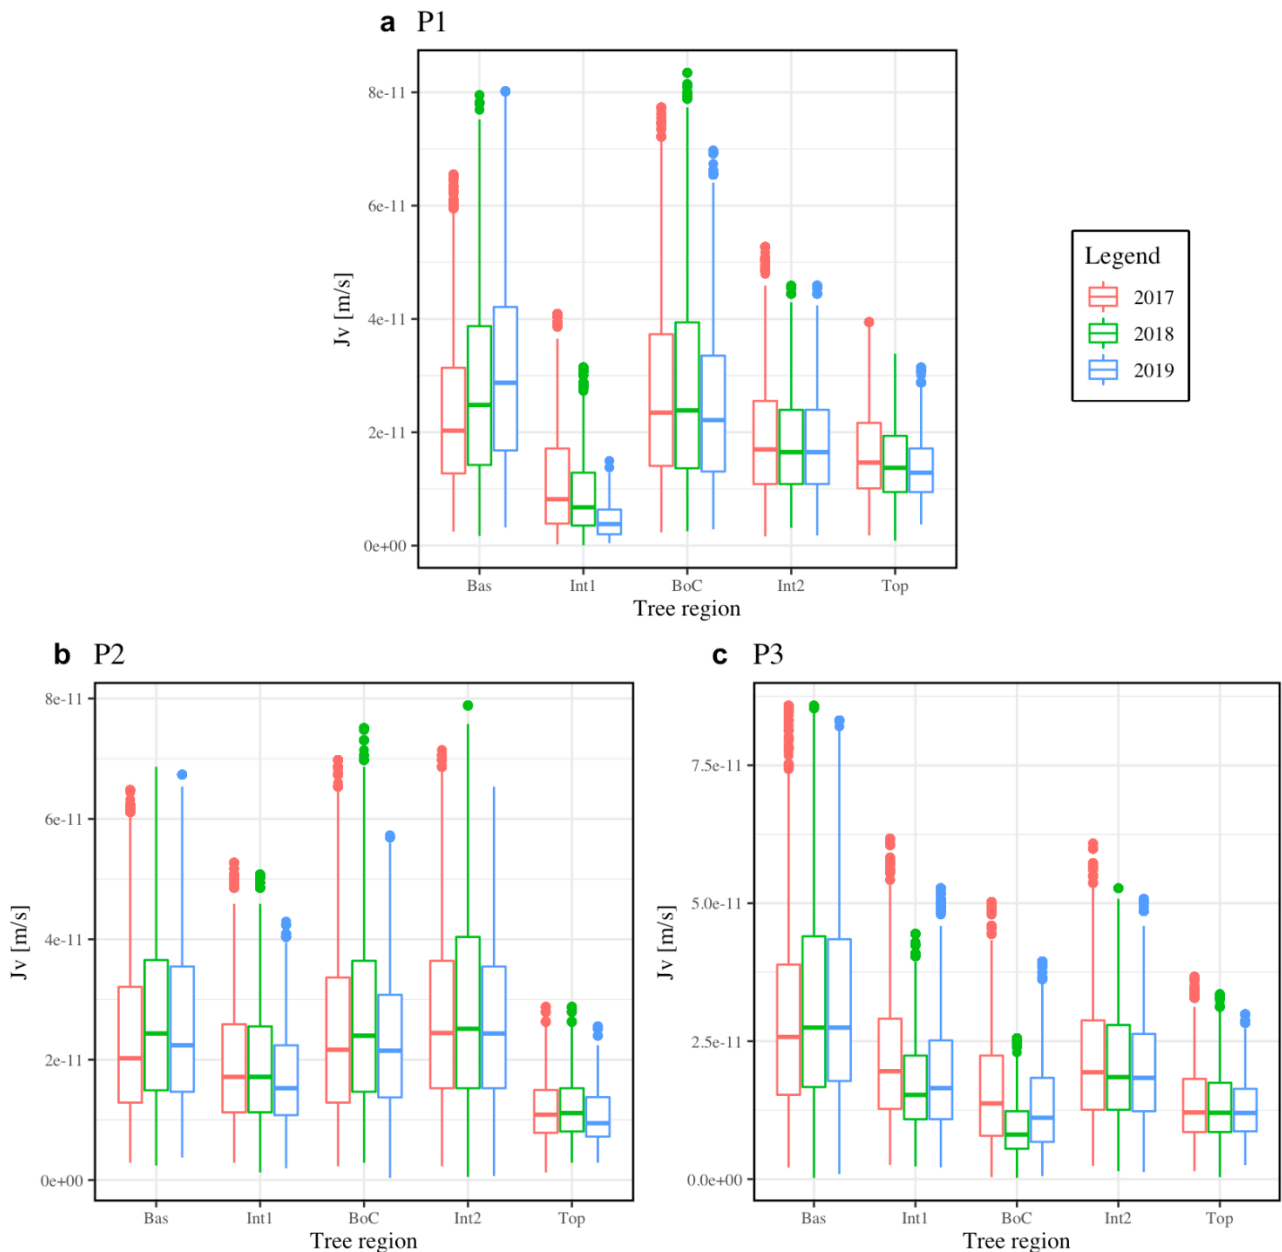 a P1
8e-11
6e-11
4e-11
2e-11
0e+00
Jv [m/s]
Bas Int1 BoC Int2 Top
Tree region
Legend
2017
2018
2019
b P2
8e-11
6e-11
4e-11
2e-11
0e+00
Jv [m/s]
Bas Int1 BoC Int2 Top
Tree region
c P3
7.5e-11
5.0e-11
2.5e-11
0.0e+00
Jv [m/s]
Bas Int1 BoC Int2 Top
Tree region